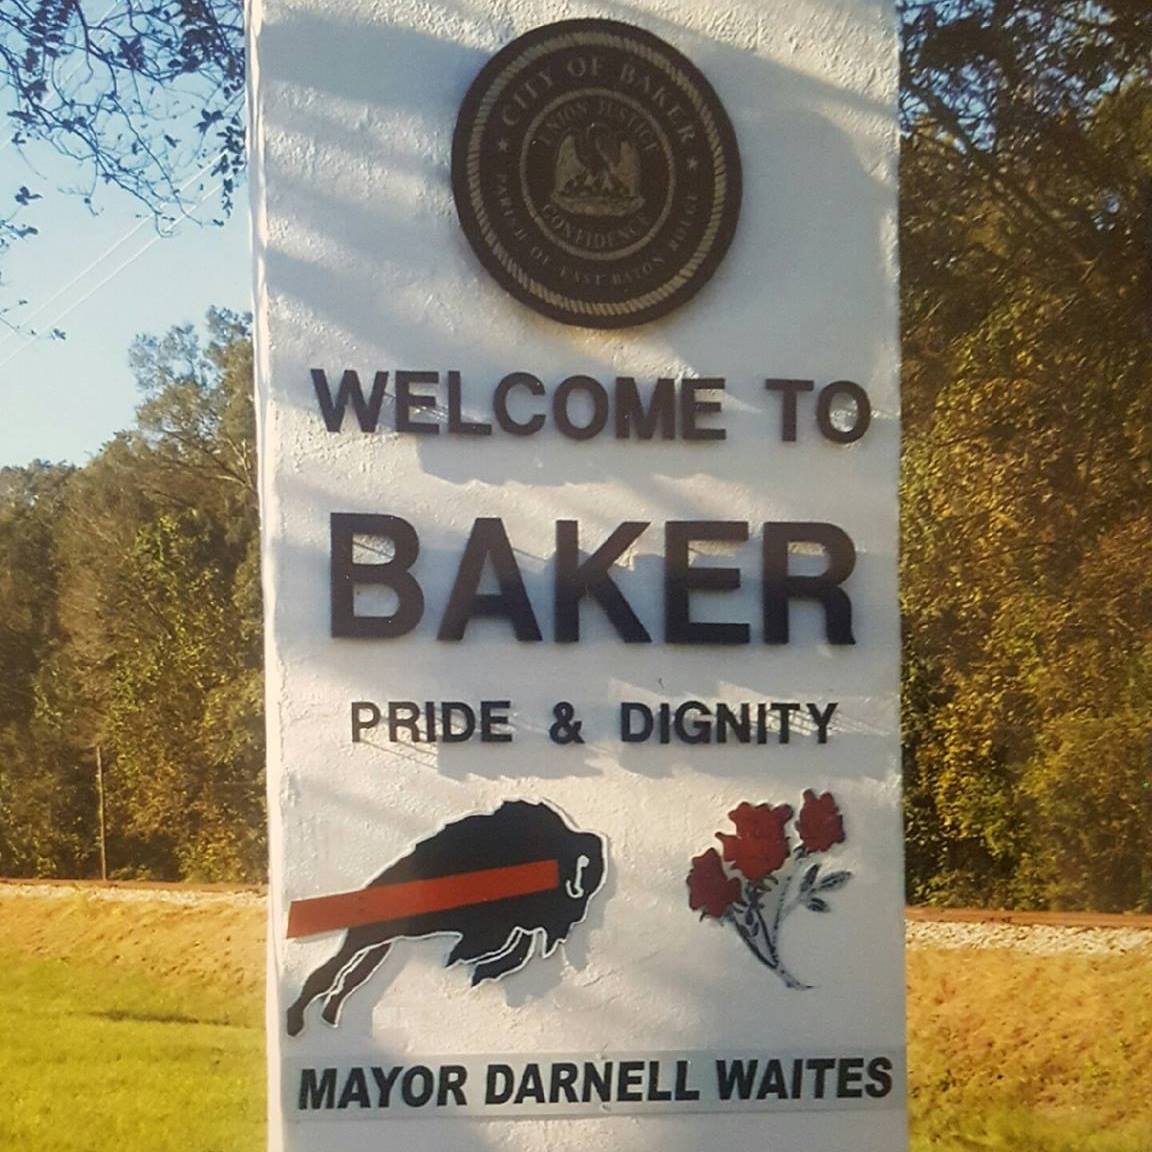 CITY OF BAKER
UNION JUSTICE
CONFIDENCE
PARISH OF EAST BATON ROUGE
WELCOME TO
BAKER
PRIDE & DIGNITY
MAYOR DARNELL WAITES